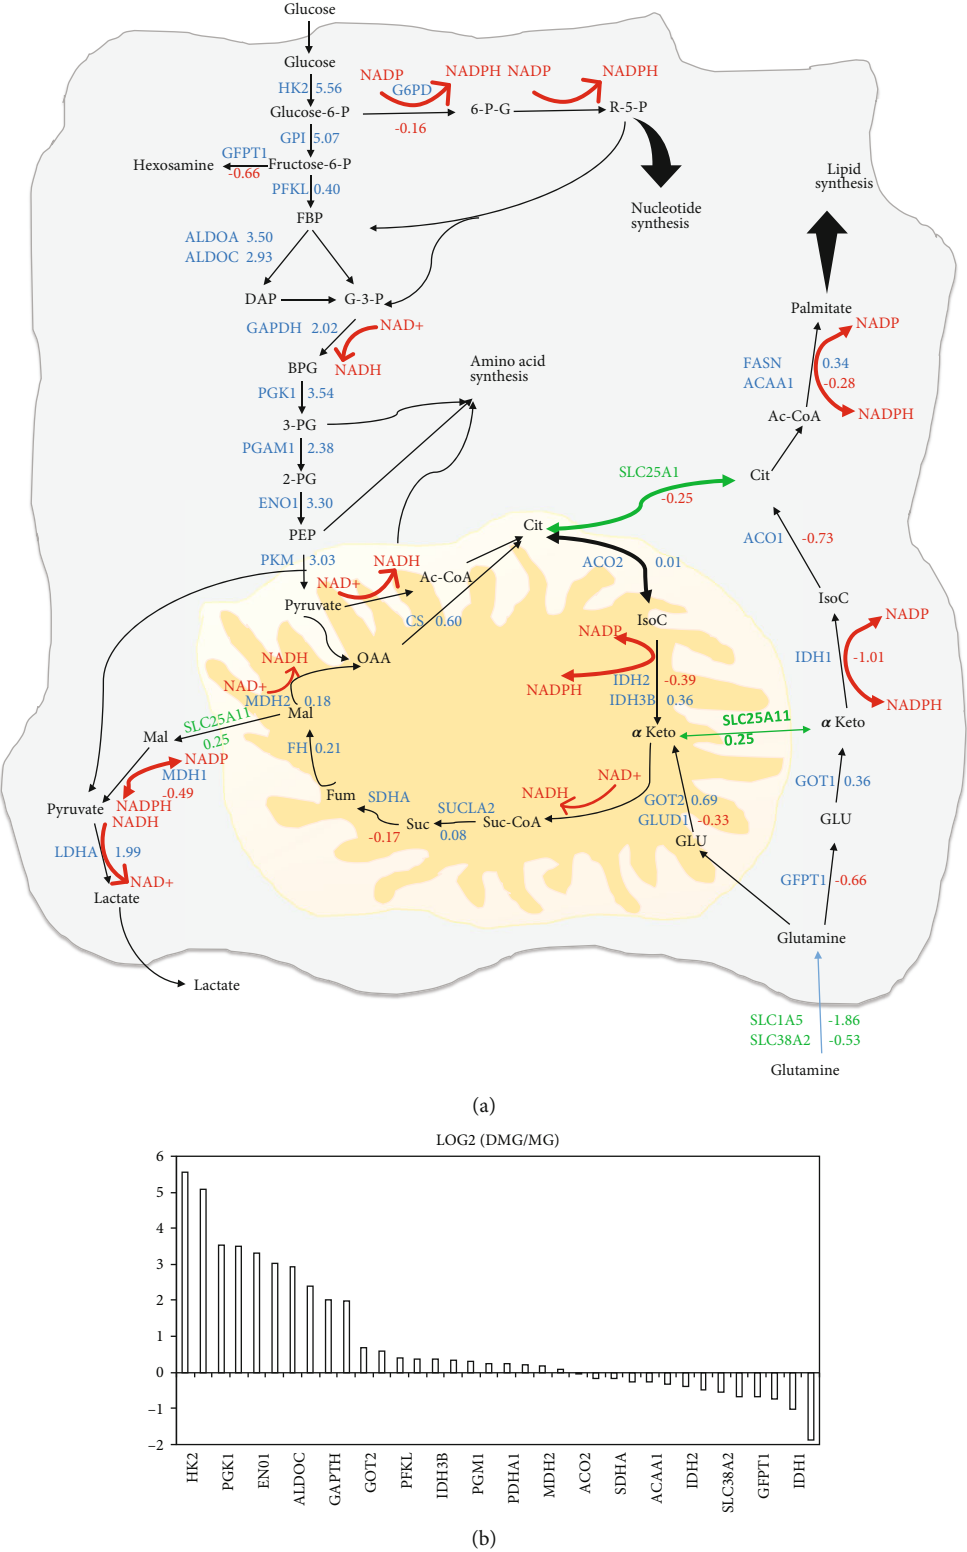 Glucose
Glucose
HK2 5.56
NADP
G6PD
NADPH NADP
NADPH
Glucose-6-P
-0.16
6-P-G
R-5-P
GPI 5.07
Hexosamine
GFPT1
-0.66
Fructose-6-P
PFKL 0.40
FBP
Nucleotide
synthesis
Lipid
synthesis
ALDOA 3.50
ALDOC 2.93
DAP
G-3-P
GAPDH 2.02
NAD+
NADH
BPG
PGK1 3.54
3-PG
PGAM1 2.38
2-PG
ENO1 3.30
PEP
PKM 3.03
Amino acid
synthesis
Palmitate
NADP
FASN 0.34
ACAA1 -0.28
NADPH
Ac-CoA
SLC25A1
-0.25
Cit
Cit
ACO2 0.01
ACO1 -0.73
NAD+
NADH
Ac-CoA
Pyruvate
CS 0.60
OAA
IsoC
IsoC
NADP
NADPH
IDH2 -0.39
IDH3B 0.36
NADP
IDH1 -1.01
NADPH
NADH
NAD+
MDH2 0.18
Mal
SLC25A11
0.25
Mal
α Keto
SLC25A11
0.25
α Keto
NADP
MDH1
-0.49
NADPH
Pyruvate
NADH
LDHA 1.99
NAD+
Lactate
Lactate
FH 0.21
Fum
SDHA
-0.17
Suc
SUCLA2
0.08
Suc-CoA
NADH
NAD+
GOT2 0.69
GLUD1 -0.33
GLU
GOT1 0.36
GLU
GFPT1 -0.66
Glutamine
SLC1A5 -1.86
SLC38A2 -0.53
Glutamine
(a)
LOG2 (DMG/MG)
6
5
4
3
2
1
0
−1
−2
HK2
PGK1
EN01
ALDOC
GAPTH
GOT2
PFKL
IDH3B
PGM1
PDHA1
MDH2
ACO2
SDHA
ACAA1
IDH2
SLC38A2
GFPT1
IDH1
(b)